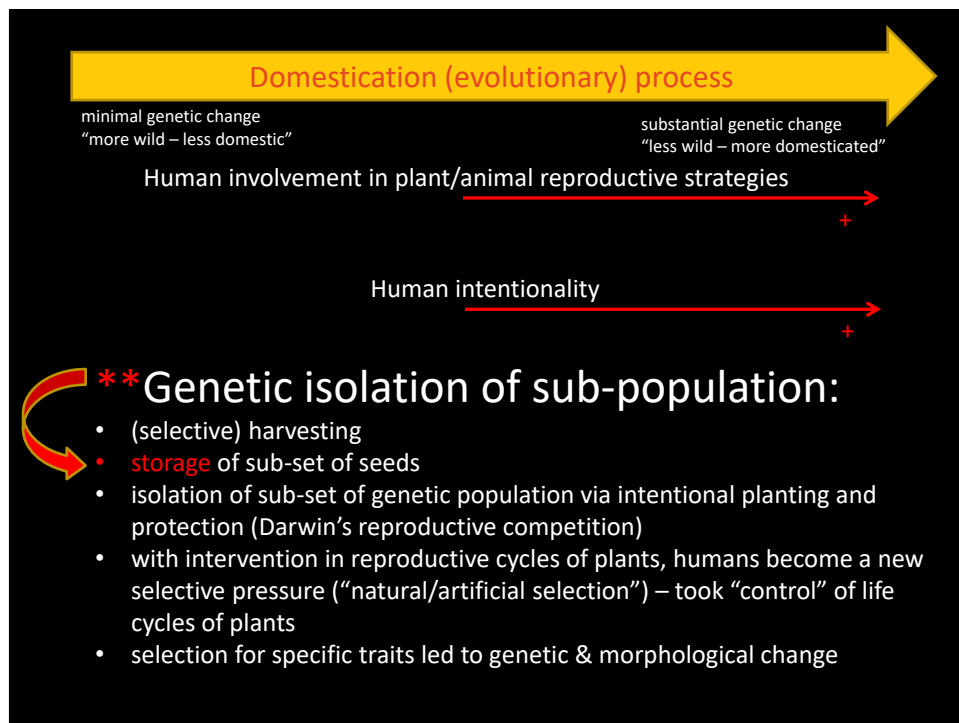 Domestication (evolutionary) process
minimal genetic change
“more wild – less domestic”
substantial genetic change
“less wild – more domesticated”
Human involvement in plant/animal reproductive strategies
+
Human intentionality
+
**Genetic isolation of sub-population:
• (selective) harvesting
• storage of sub-set of seeds
• isolation of sub-set of genetic population via intentional planting and
protection (Darwin’s reproductive competition)
• with intervention in reproductive cycles of plants, humans become a new
selective pressure (“natural/artificial selection”) – took “control” of life
cycles of plants
• selection for specific traits led to genetic & morphological change